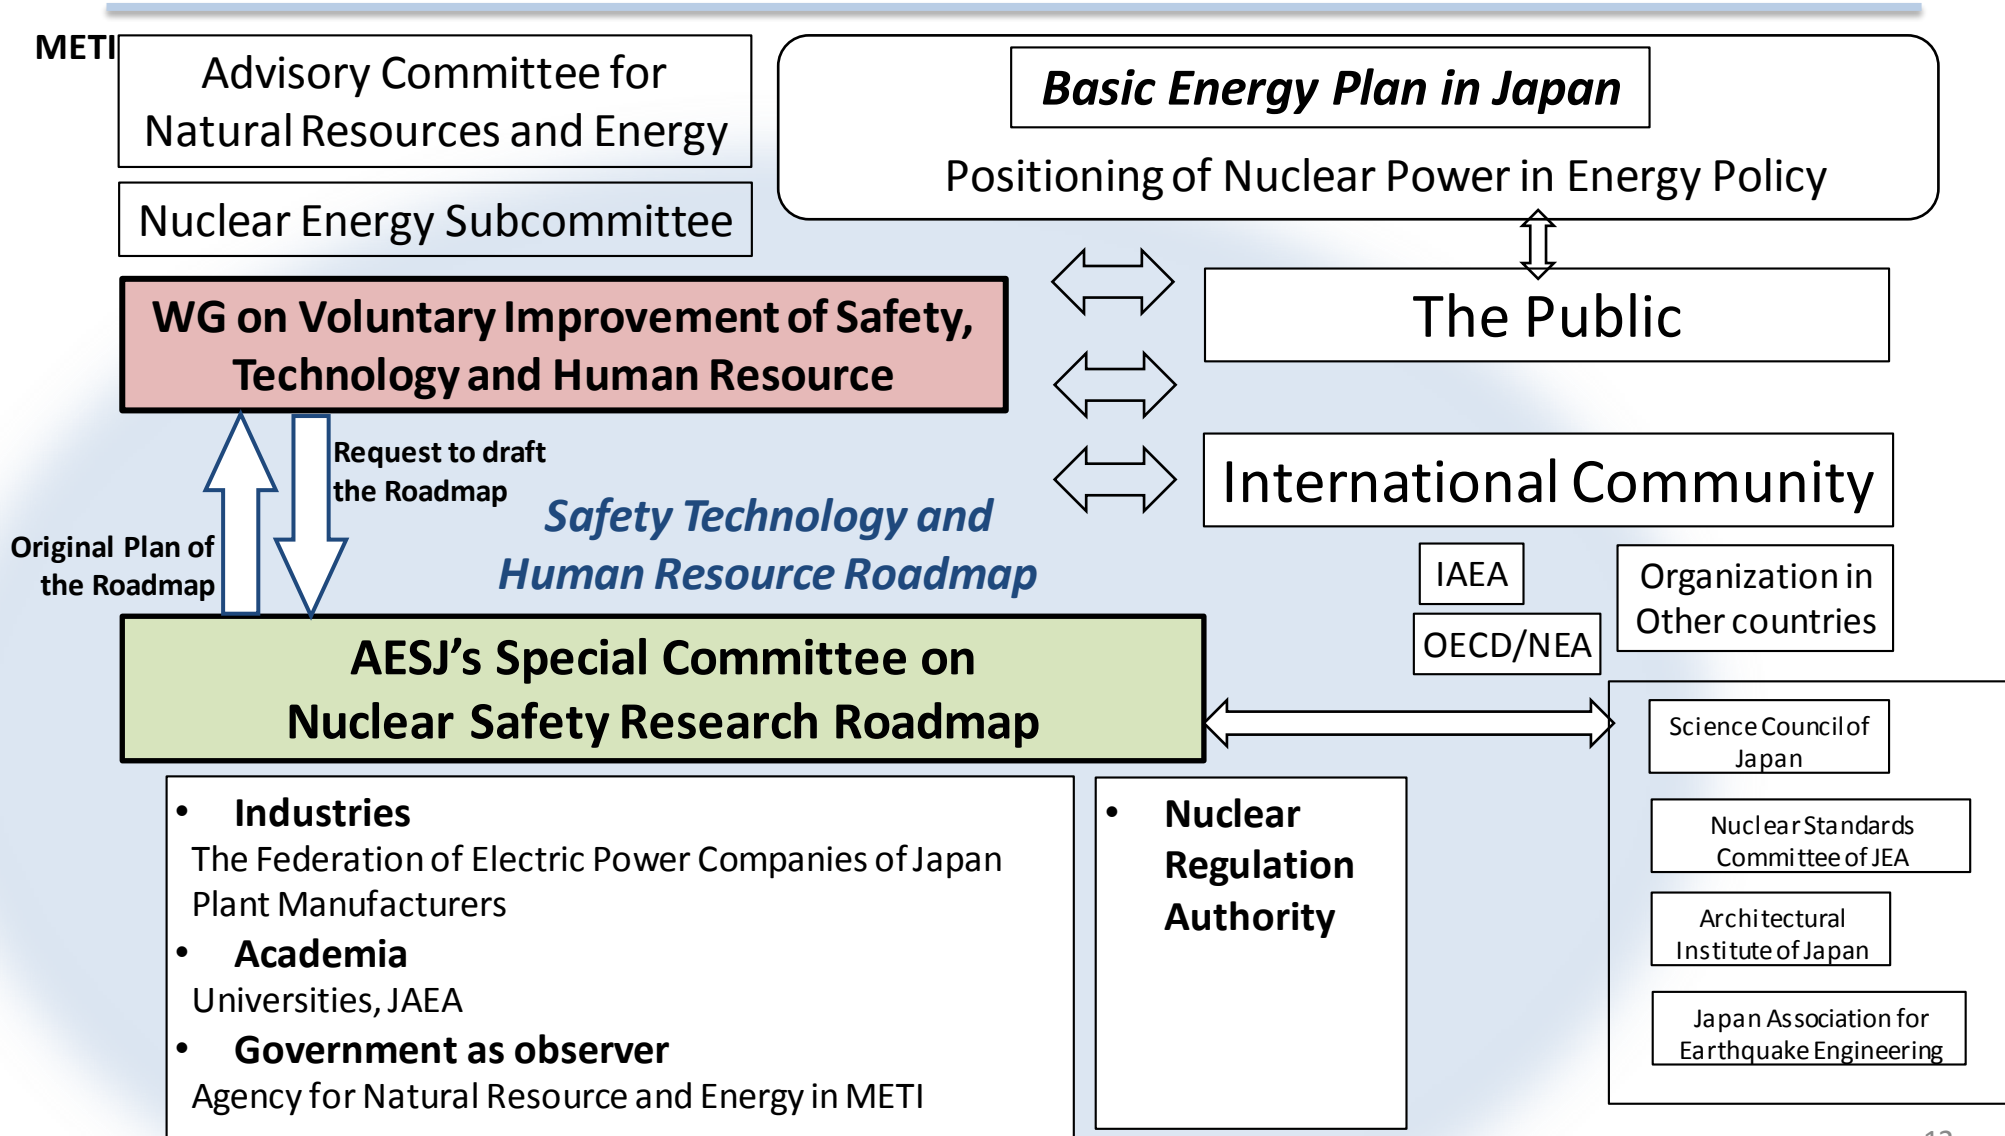 METI
Advisory Committee for
Natural Resources and Energy
Nuclear Energy Subcommittee
WG on Voluntary Improvement of Safety,
Technology and Human Resource
Basic Energy Plan in Japan
Positioning of Nuclear Power in Energy Policy
The Public
International Community
IAEA
OECD/NEA
Organization in
Other countries
Request to draft
the Roadmap
Original Plan of
the Roadmap
Safety Technology and
Human Resource Roadmap
AESJ’s Special Committee on
Nuclear Safety Research Roadmap
• Industries
The Federation of Electric Power Companies of Japan
Plant Manufacturers
• Academia
Universities, JAEA
• Government as observer
Agency for Natural Resource and Energy in METI
• Nuclear
Regulation
Authority
Science Council of
Japan
Nuclear Standards
Committee of JEA
Architectural
Institute of Japan
Japan Association for
Earthquake Engineering